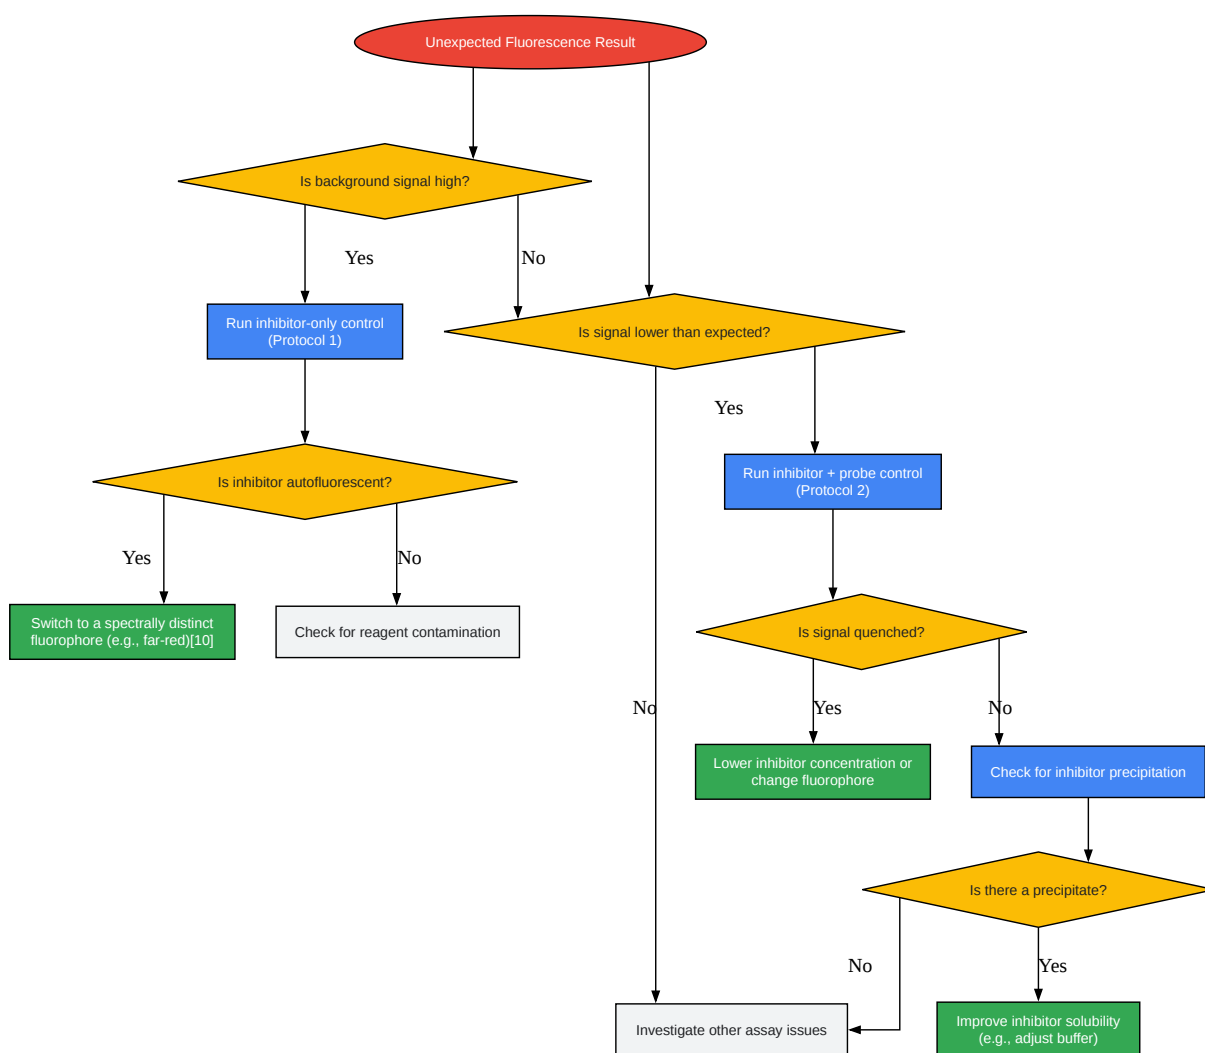 Unexpected Fluorescence Result
Is background signal high?
Yes
No
Run inhibitor-only control
(Protocol 1)
Is signal lower than expected?
Yes
Run inhibitor + probe control
(Protocol 2)
Is inhibitor autofluorescent?
Yes
No
Switch to a spectrally distinct
fluorophore (e.g., far-red)[10]
Check for reagent contamination
Is signal quenched?
No
Yes
No
Lower inhibitor concentration or
change fluorophore
Check for inhibitor precipitation
Is there a precipitate?
No
Yes
Investigate other assay issues
Improve inhibitor solubility
(e.g., adjust buffer)